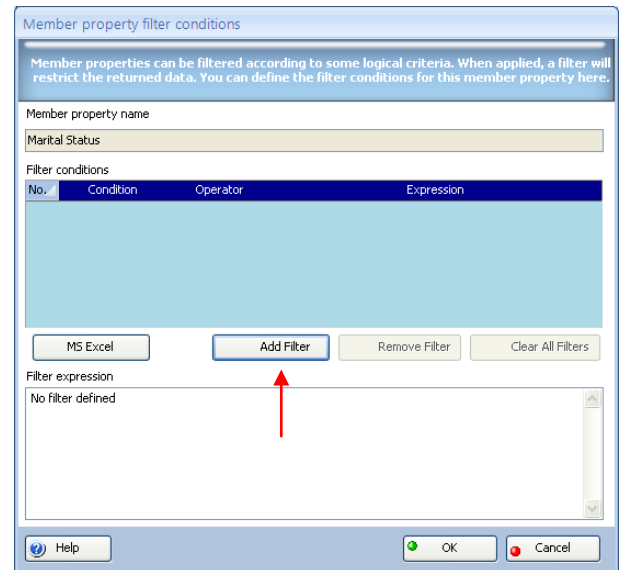 Member property filter conditions
Member properties can be filtered according to some logical criteria. When applied, a filter will
restrict the returned data. You can define the filter conditions for this member property here.
Member property name
Marital Status
Filter conditions
No. Condition Operator Expression
MS Excel Add Filter Remove Filter Clear All Filters
Filter expression
No filter defined
Help OK Cancel